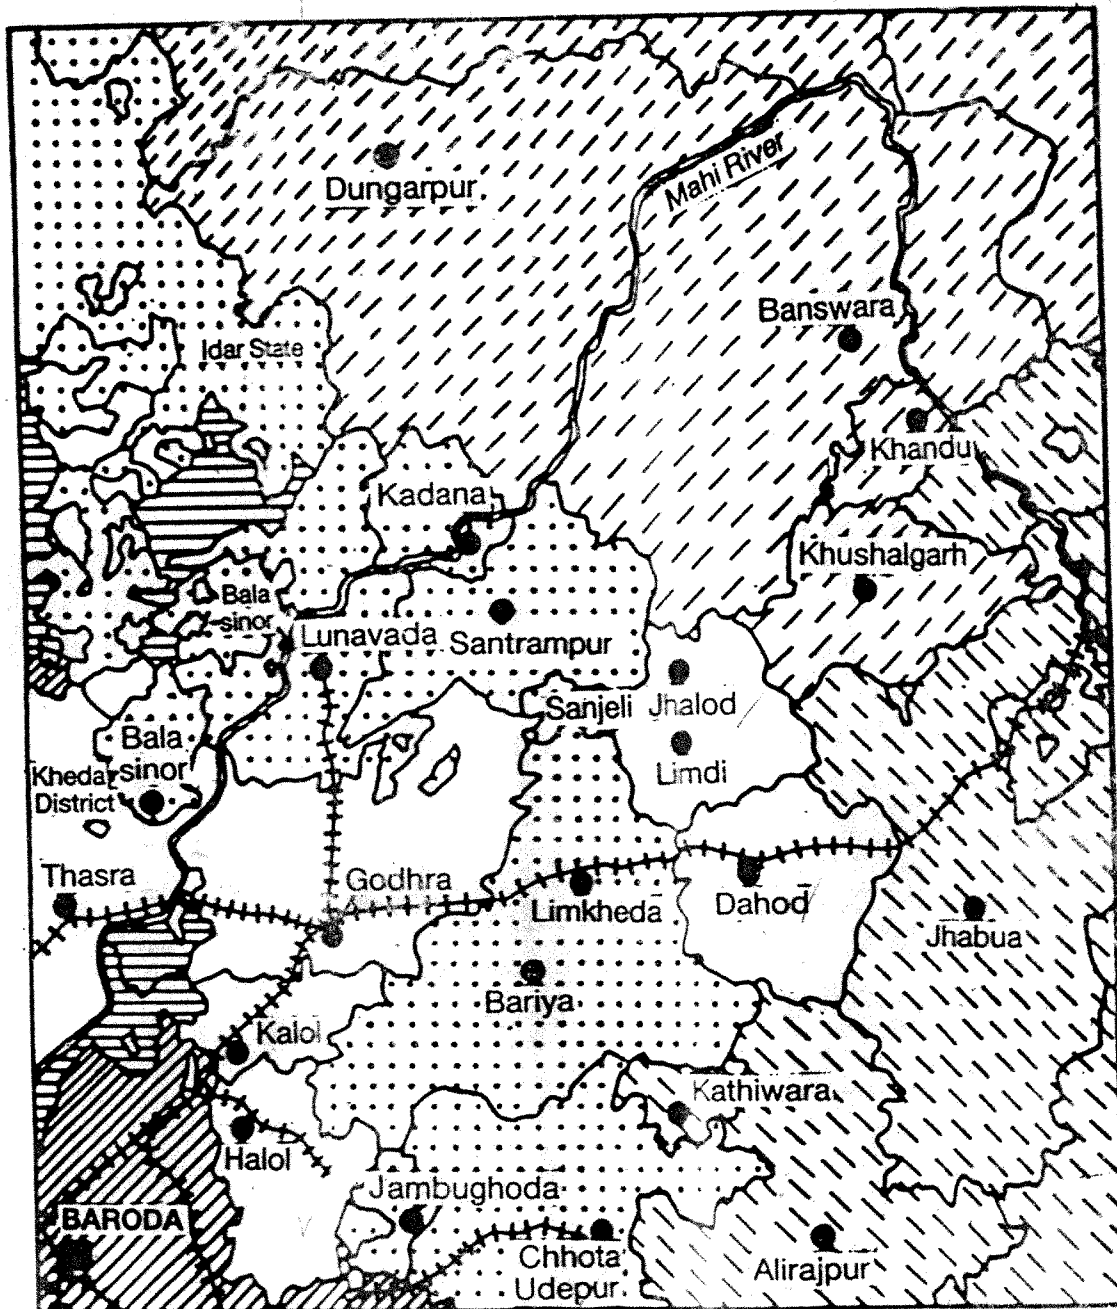 Dungarpur
Mahi River
Banswara
Idar State
Khandu
Kadana
Khushalgarh
Bala
sinor
Lunavada
Santrampur
Sanjeli
Jhalod
Bala
sinor
Limdi
Kheda
District
Thasra
Godhra
Limkheda
Dahod
Jhabua
Bariya
Kalol
Kathiwara
Halol
Jambughoda
BARODA
Chhota
Udepur
Alirajpur